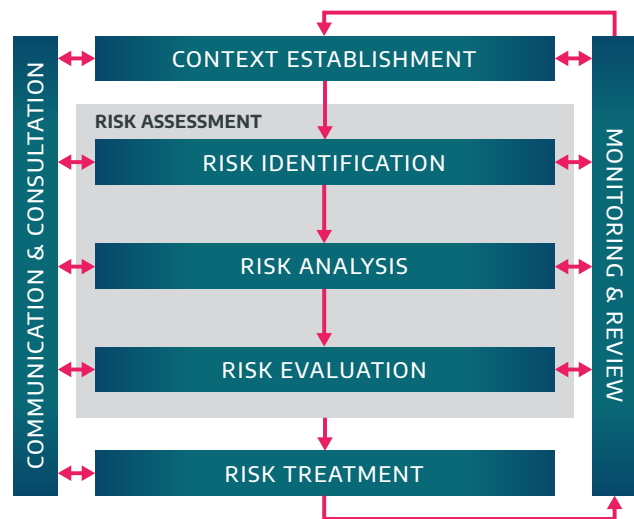 CONTEXT ESTABLISHMENT
RISK ASSESSMENT
RISK IDENTIFICATION
RISK ANALYSIS
RISK EVALUATION
RISK TREATMENT
COMMUNICATION & CONSULTATION
MONITORING & REVIEW